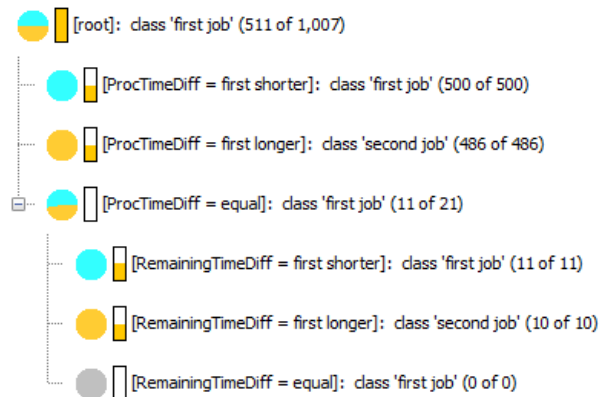 [root]: class 'first job' (511 of 1,007)
[ProcTimeDiff = first shorter]: class 'first job' (500 of 500)
[ProcTimeDiff = first longer]: class 'second job' (486 of 486)
[ProcTimeDiff = equal]: class 'first job' (11 of 21)
[RemainingTimeDiff = first shorter]: class 'first job' (11 of 11)
[RemainingTimeDiff = first longer]: class 'second job' (10 of 10)
[RemainingTimeDiff = equal]: class 'first job' (0 of 0)